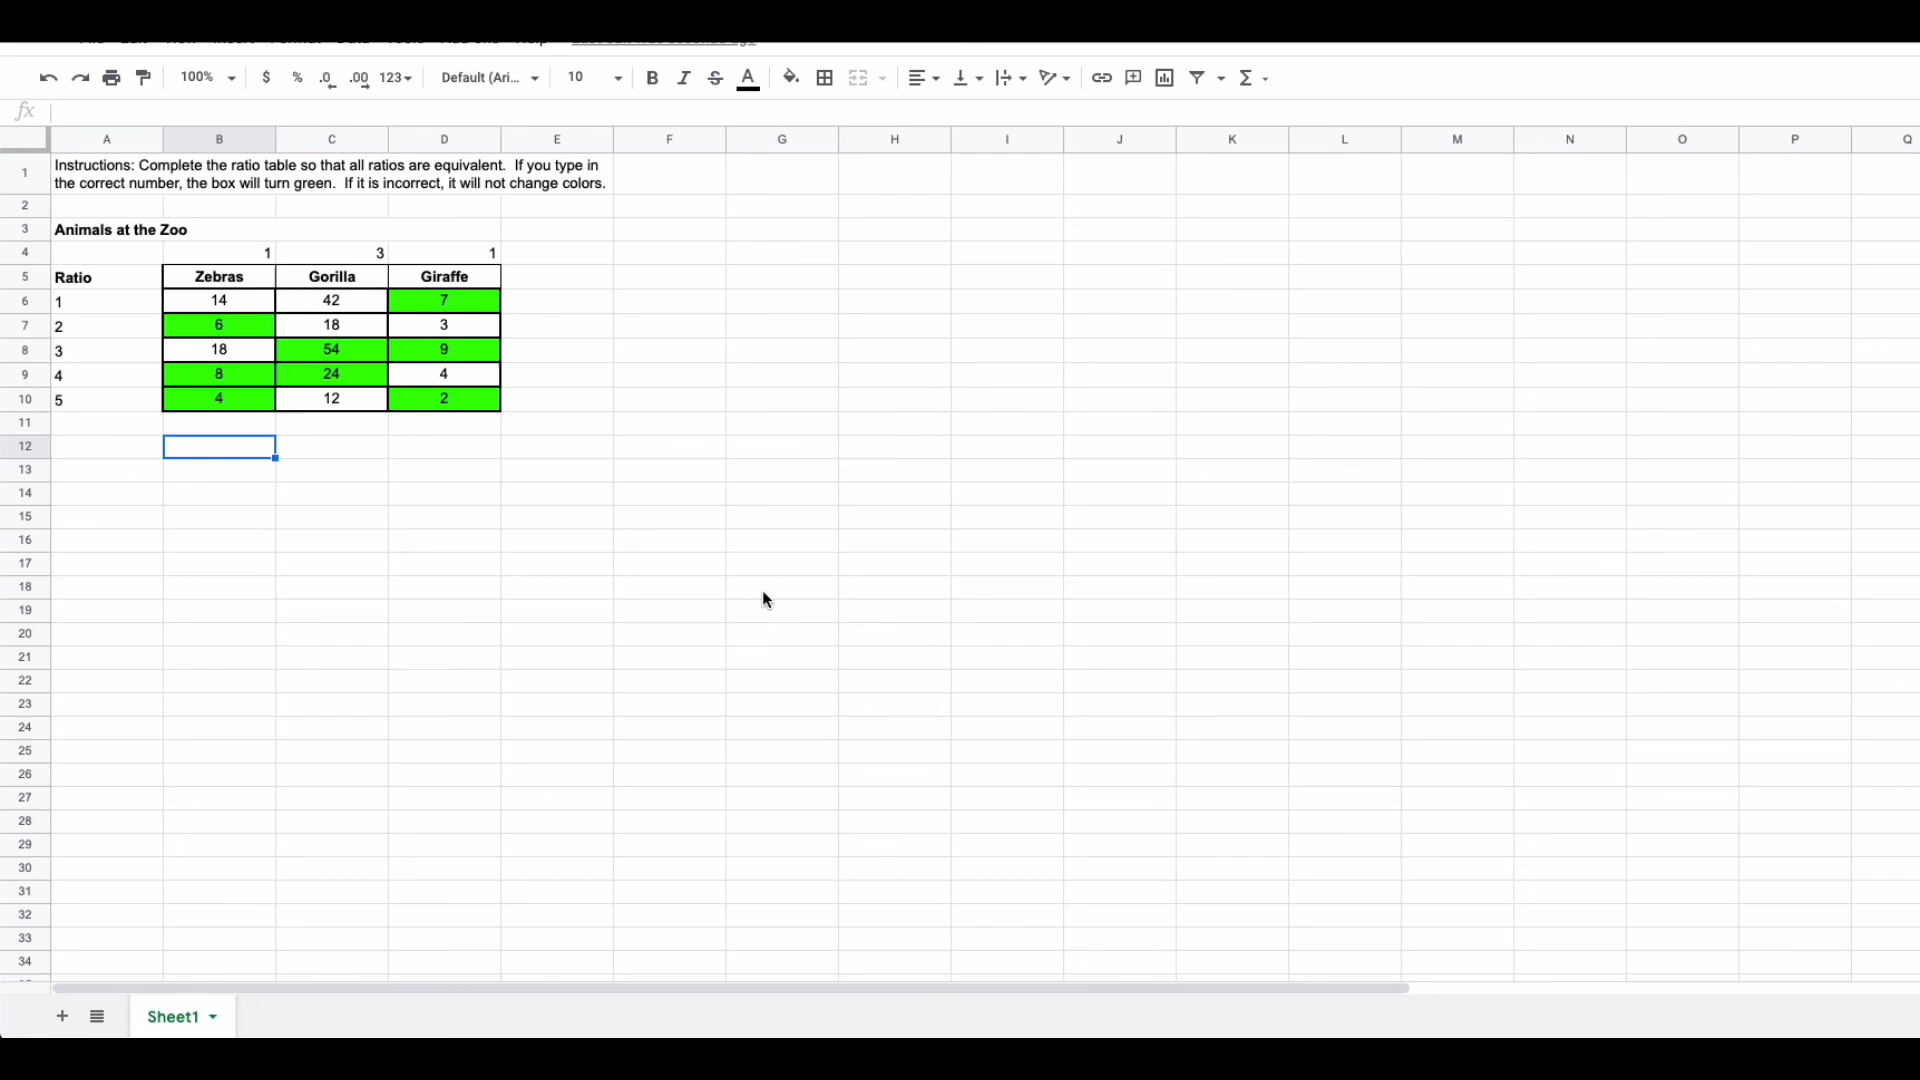 100% $ % .0 .00 123 Default (Ari... 10 B I S A Σ
fx
A B C D E F G H I J K L M N O P Q
1 Instructions: Complete the ratio table so that all ratios are equivalent. If you type in
the correct number, the box will turn green. If it is incorrect, it will not change colors.
2
3 Animals at the Zoo
4 1 3 1
5 Ratio Zebras Gorilla Giraffe
6 1 14 42 7
7 2 6 18 3
8 3 18 54 9
9 4 8 24 4
10 5 4 12 2
11
12
13
14
15
16
17
18
19
20
21
22
23
24
25
26
27
28
29
30
31
32
33
34
+ Sheet1